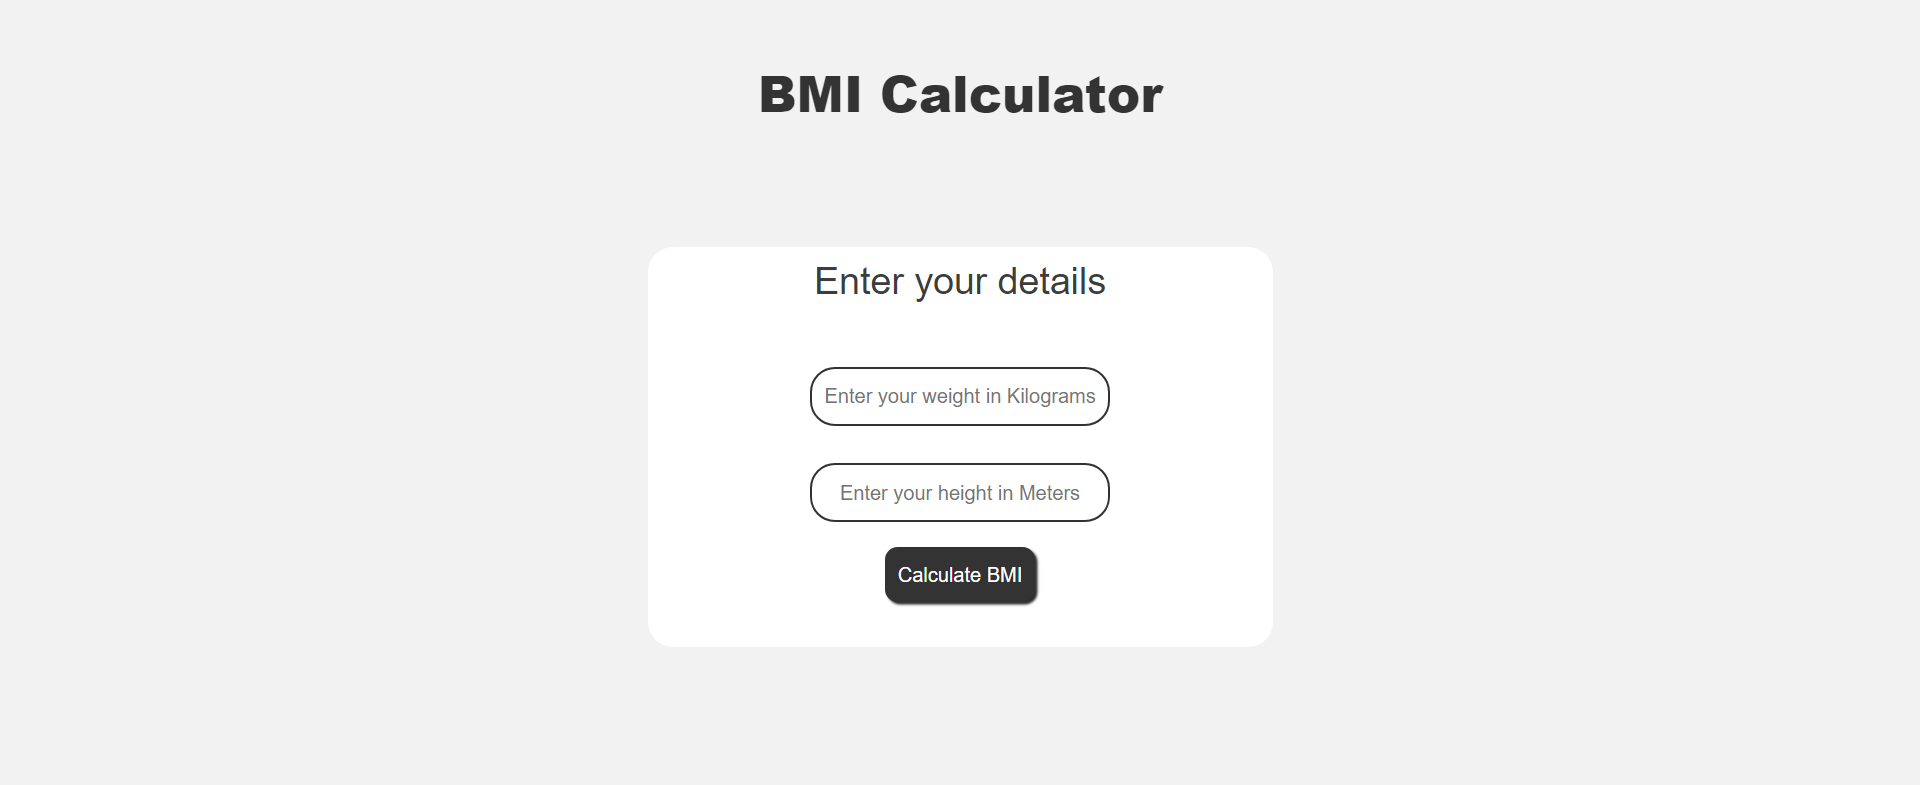 BMI Calculator
Enter your details
Enter your weight in Kilograms
Enter your height in Meters
Calculate BMI